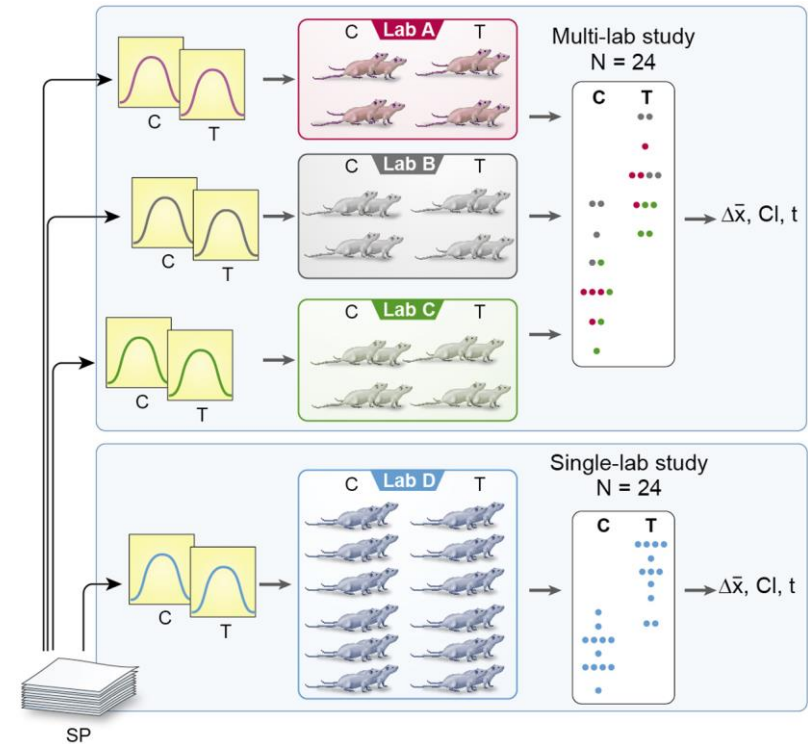 C Lab A T
Multi-lab study
N = 24
C T
C
T
C Lab B T
Δx̄, CI, t
C
T
C Lab C T
C
T
Single-lab study
N = 24
C Lab D T
C T
Δx̄, CI, t
C
T
SP